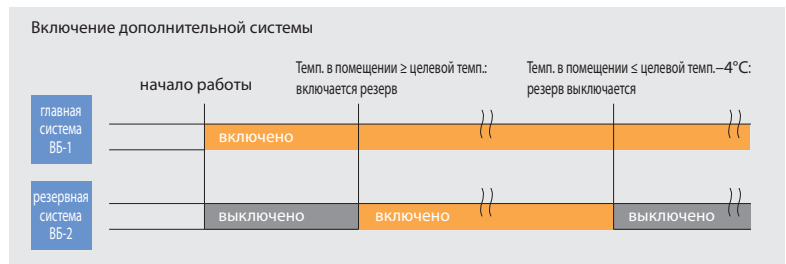 Включение дополнительной системы
начало работы
Темп. в помещении ≥ целевой темп.:
включается резерв
Темп. в помещении ≤ целевой темп.–4°C:
резерв выключается
главная
система
ВБ-1
включено
резервная
система
ВБ-2
выключено
включено
выключено